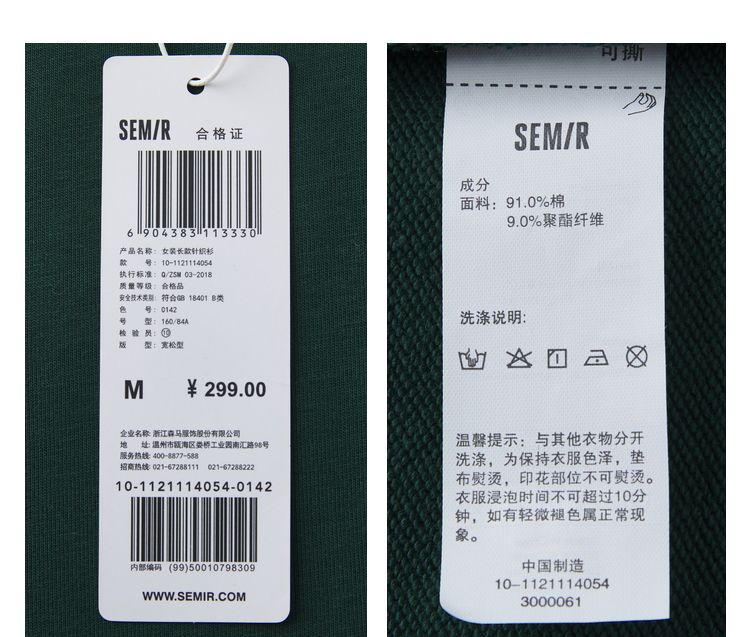 SEMIR 合格证
6 904383 113330
产品名称: 女装长款针织衫
款 号: 10-1121114054
执行标准: Q/ZSM 03-2018
质量等级: 合格品
安全技术类别: 符合GB 18401 B类
色 号: 0142
号 型: 160/84A
检 验 员: ⑩
版 型: 宽松型
M ¥ 299.00
企业名称: 浙江森马服饰股份有限公司
地 址: 温州市瓯海区娄桥工业园南汇路98号
服务热线: 400-8877-588
招商热线: 021-67288111 021-67288222
10-1121114054-0142
内部编码 (99)50010798309
WWW.SEMIR.COM
可撕
SEMIR
成分
面料: 91.0%棉
9.0%聚酯纤维
洗涤说明:
温馨提示: 与其他衣物分开
洗涤, 为保持衣服色泽, 垫
布熨烫, 印花部位不可熨烫。
衣服浸泡时间不可超过10分
钟, 如有轻微褪色属正常现
象。
中国制造
10-1121114054
3000061